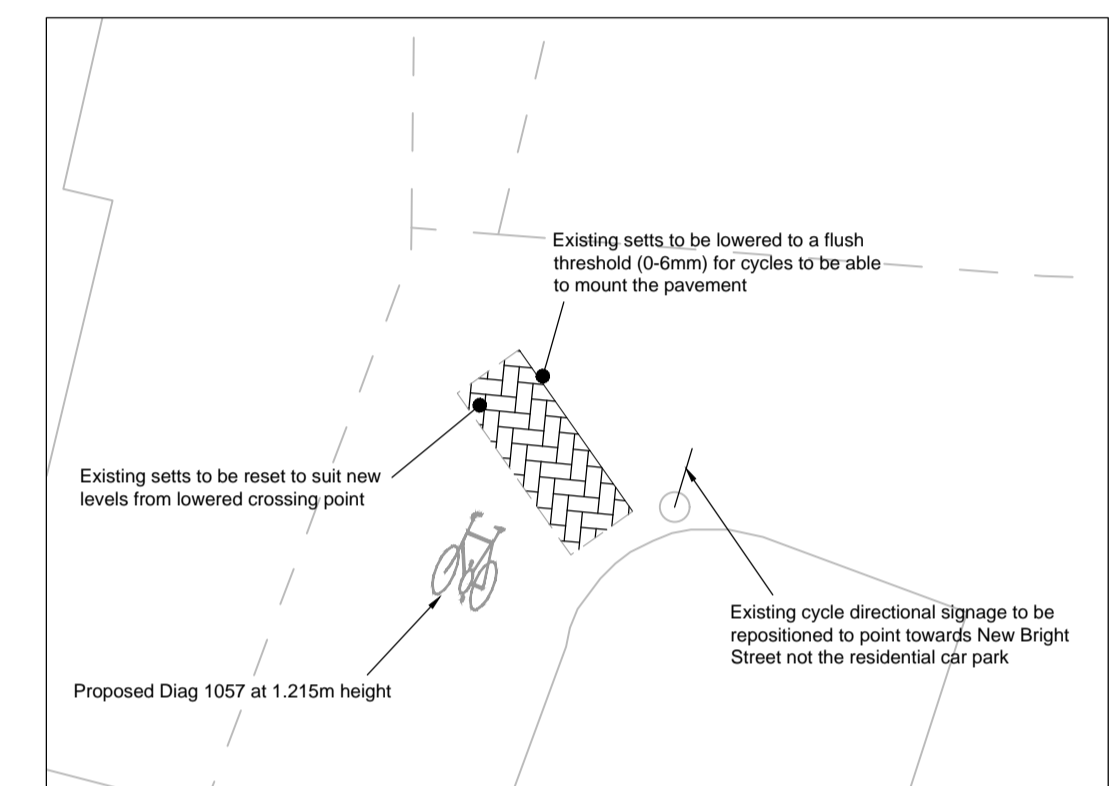 Existing setts to be lowered to a flush
threshold (0-6mm) for cycles to be able
to mount the pavement
Existing setts to be reset to suit new
levels from lowered crossing point
Existing cycle directional signage to be
repositioned to point towards New Bright
Street not the residential car park
Proposed Diag 1057 at 1.215m height